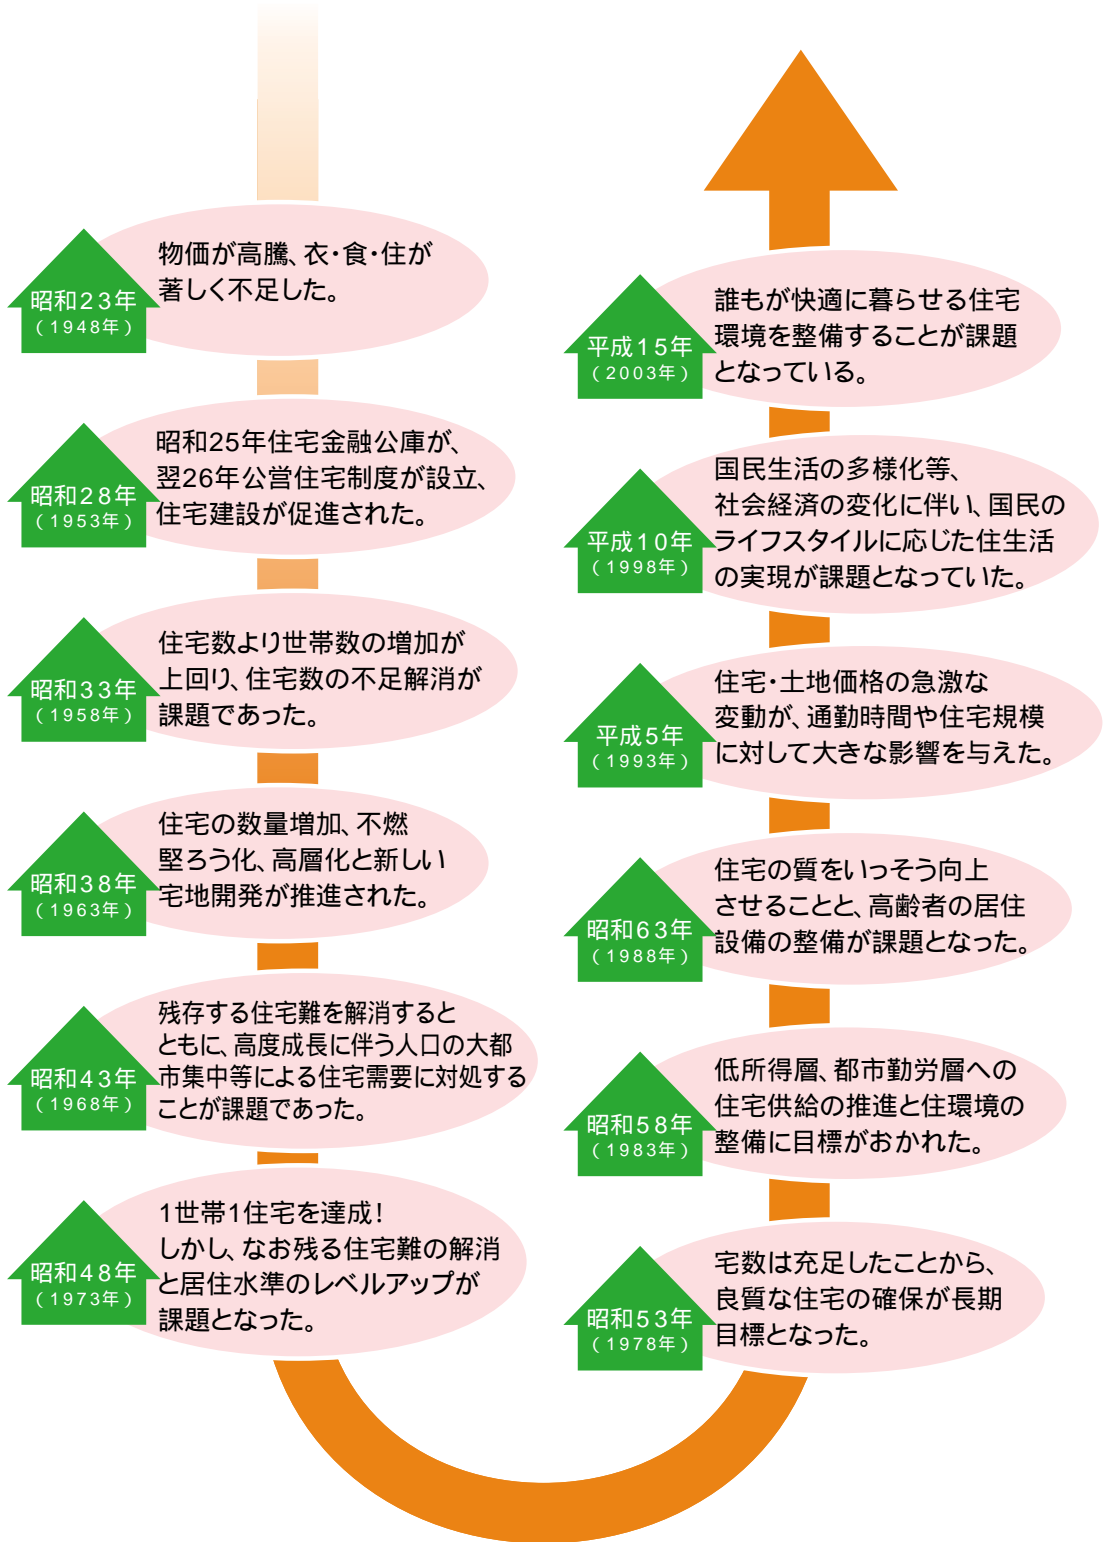 昭和23年
(1948年)
物価が高騰、衣・食・住が
著しく不足した。
昭和28年
(1953年)
昭和25年住宅金融公庫が、
翌26年公営住宅制度が設立、
住宅建設が促進された。
昭和33年
(1958年)
住宅数より世帯数の増加が
上回り、住宅数の不足解消が
課題であった。
昭和38年
(1963年)
住宅の数量増加、不燃
堅ろう化、高層化と新しい
宅地開発が推進された。
昭和43年
(1968年)
残存する住宅難を解消すると
ともに、高度成長に伴う人口の大都
市集中等による住宅需要に対処する
ことが課題であった。
昭和48年
(1973年)
1世帯1住宅を達成!
しかし、なお残る住宅難の解消
と居住水準のレベルアップが
課題となった。
昭和53年
(1978年)
宅数は充足したことから、
良質な住宅の確保が長期
目標となった。
昭和58年
(1983年)
低所得層、都市勤労層への
住宅供給の推進と住環境の
整備に目標がおかれた。
昭和63年
(1988年)
住宅の質をいっそう向上
させることと、高齢者の居住
設備の整備が課題となった。
平成5年
(1993年)
住宅・土地価格の急激な
変動が、通勤時間や住宅規模
に対して大きな影響を与えた。
平成10年
(1998年)
国民生活の多様化等、
社会経済の変化に伴い、国民の
ライフスタイルに応じた住生活
の実現が課題となっていた。
平成15年
(2003年)
誰もが快適に暮らせる住宅
環境を整備することが課題
となっている。